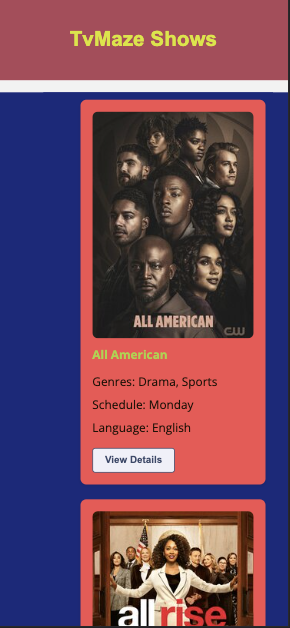 TvMaze Shows
ALL AMERICAN
CW
All American
Genres: Drama, Sports
Schedule: Monday
Language: English
View Details
all rise